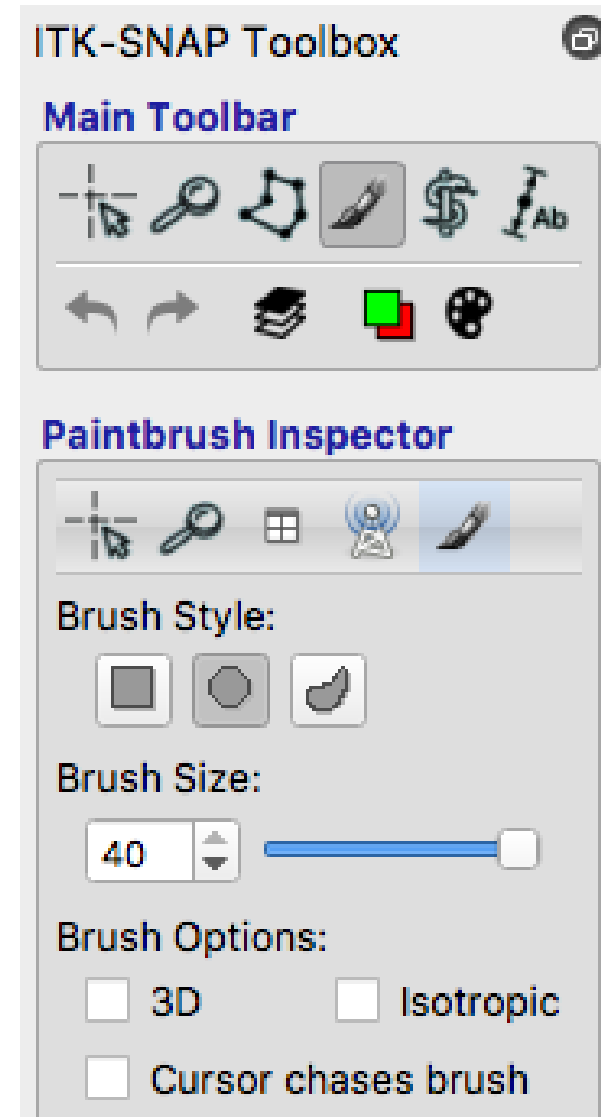 ITK-SNAP Toolbox
Main Toolbar
Ab
Paintbrush Inspector
Brush Style:
Brush Size:
40
Brush Options:
3D Isotropic
Cursor chases brush